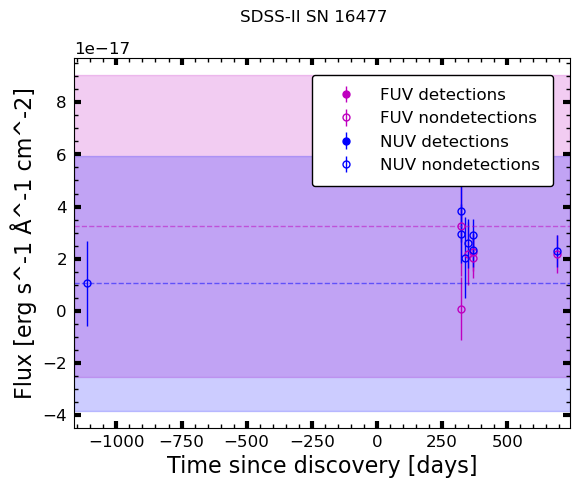 SDSS-II SN 16477
1e−17
FUV detections
FUV nondetections
NUV detections
NUV nondetections
8
6
4
2
0
−2
−4
−1000 −750 −500 −250 0 250 500
Flux [erg s^-1 Å^-1 cm^-2]
Time since discovery [days]